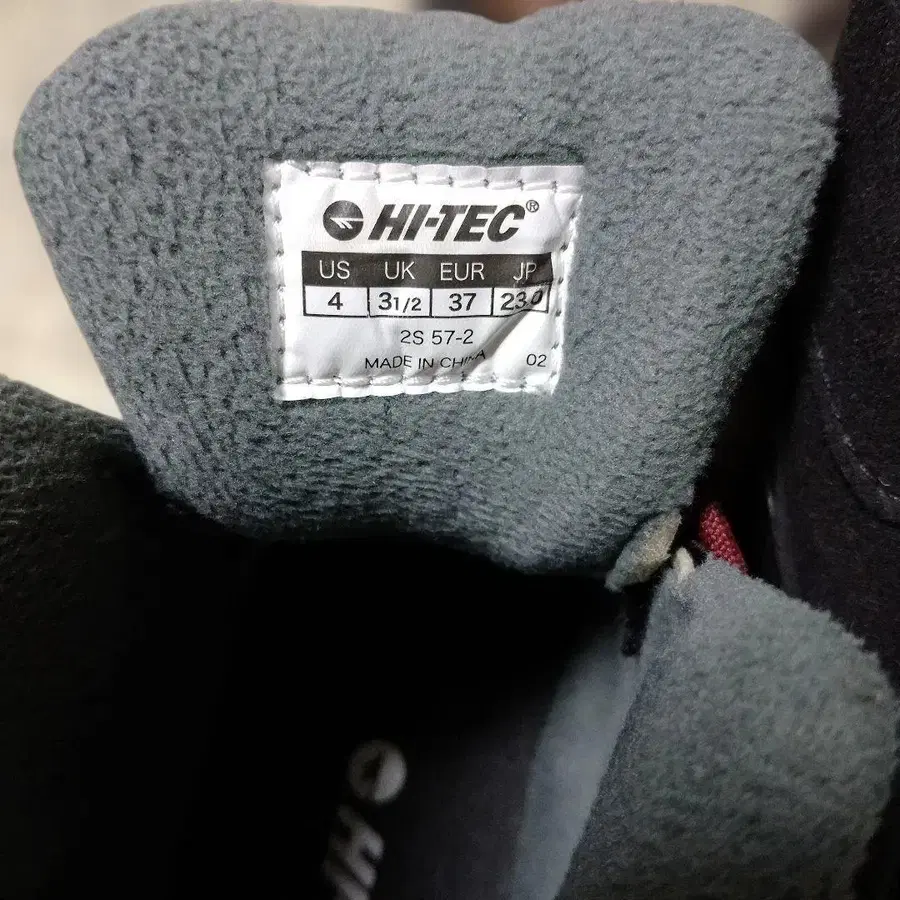 HI-TEC®
US UK EUR JP
4 3 1/2 37 23.0
2S 57-2
MADE IN CHINA 02
HI